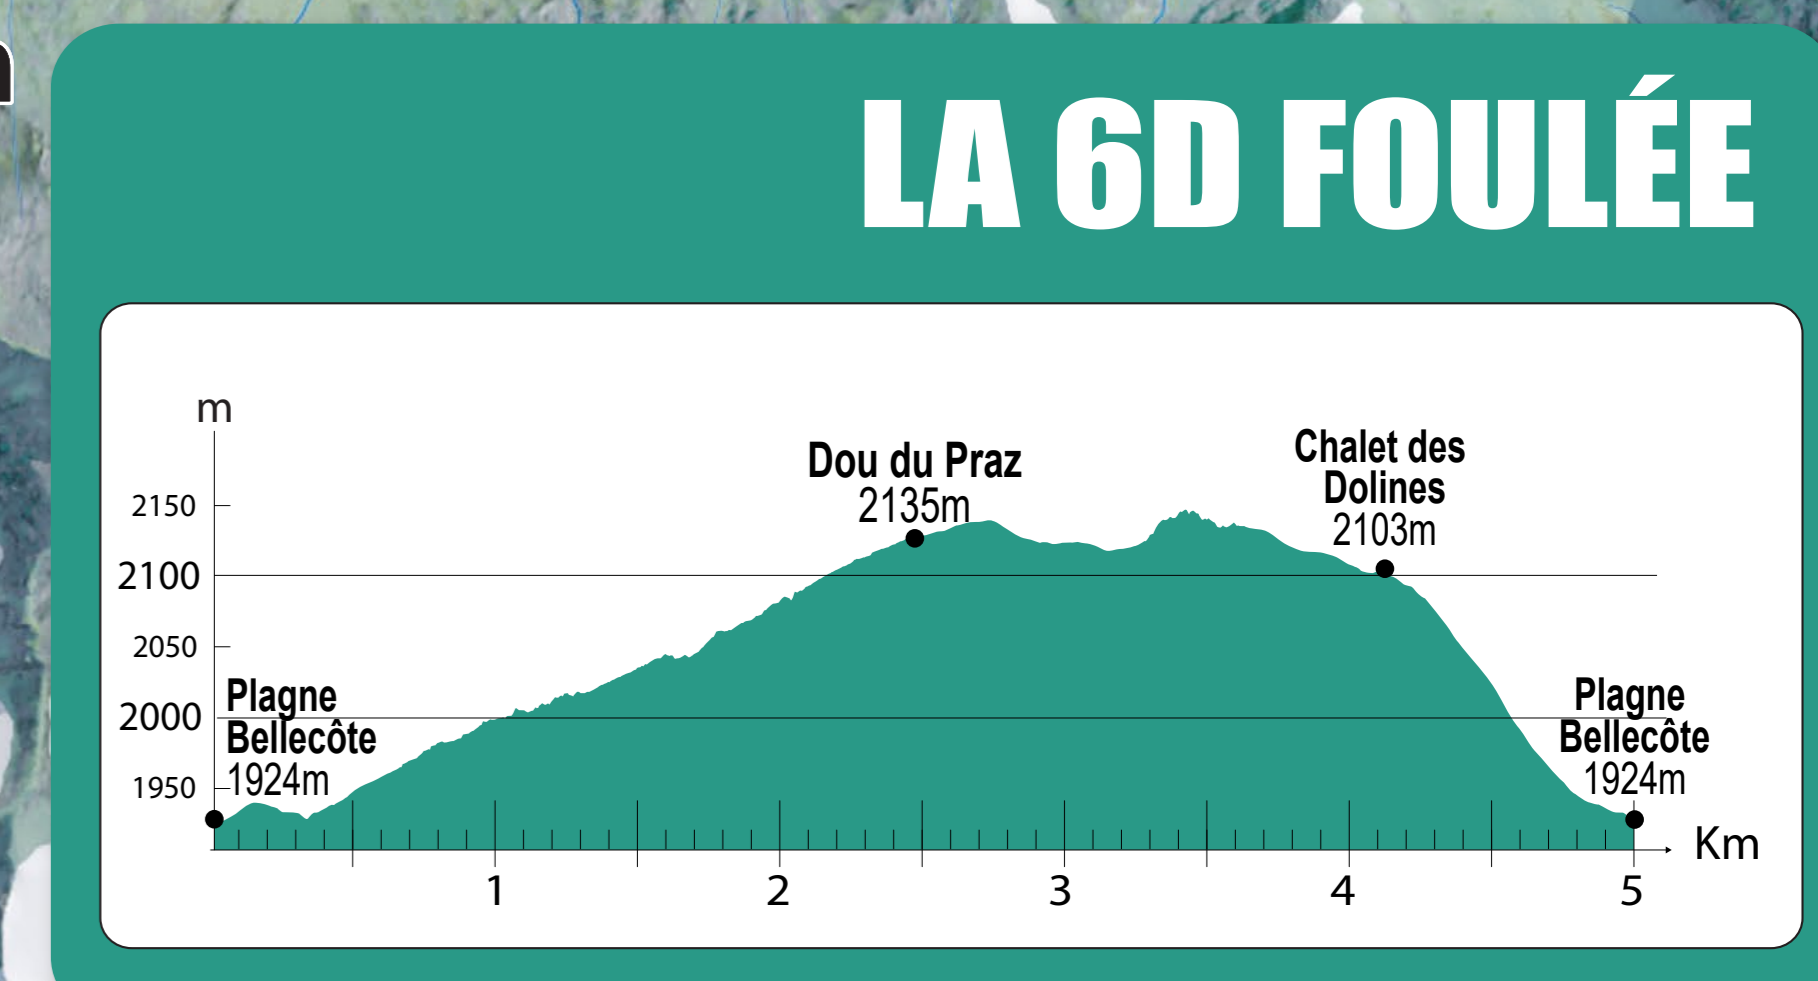 LA 6D FOULÉE
m
Dou du Praz
2135m
Chalet des
Dolines
2103m
2150
2100
2050
2000
1950
Plagne
Bellecôte
1924m
Plagne
Bellecôte
1924m
Km
1 2 3 4 5